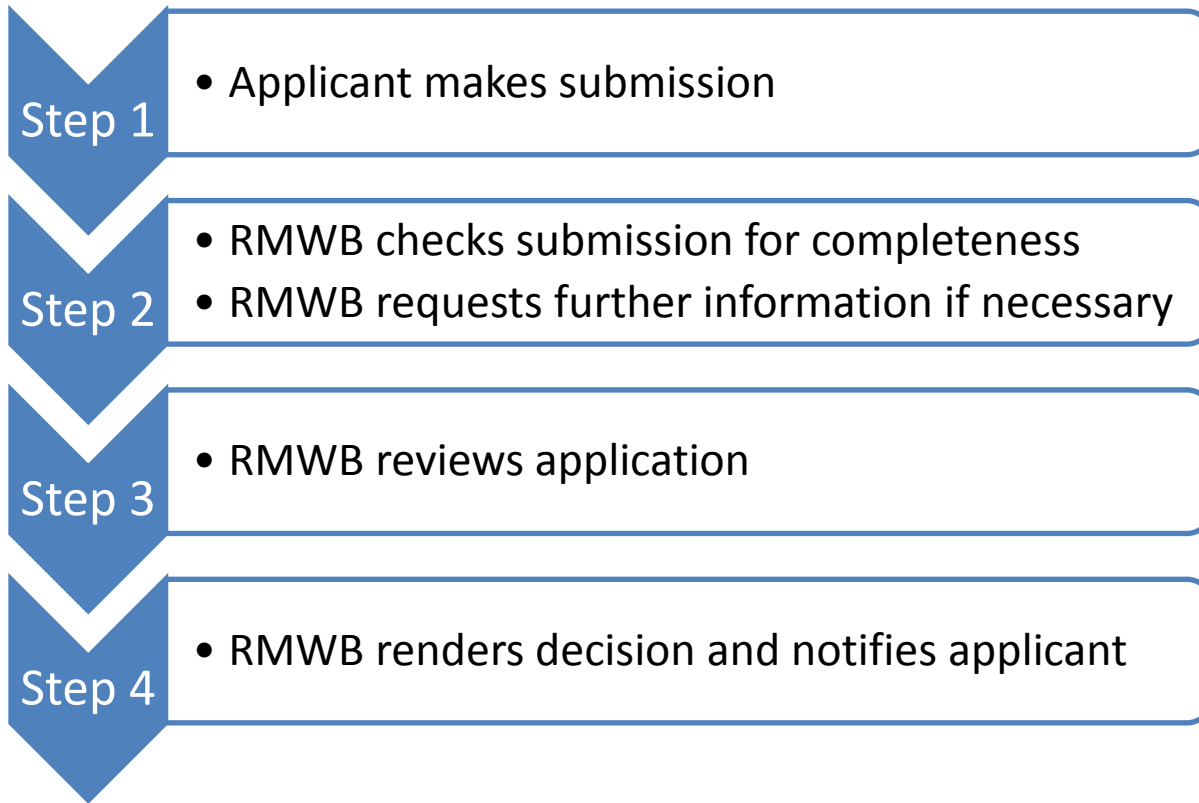 Step 1
• Applicant makes submission
Step 2
• RMWB checks submission for completeness
• RMWB requests further information if necessary
Step 3
• RMWB reviews application
Step 4
• RMWB renders decision and notifies applicant